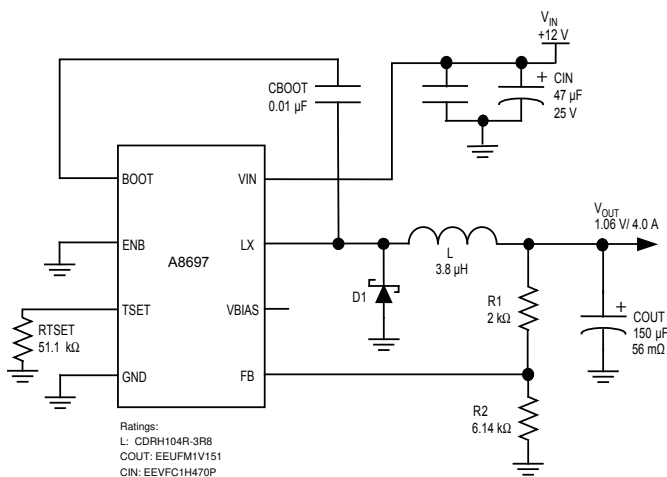 VIN
+12 V
CBOOT
0.01 µF
+
CIN
47 µF
25 V
BOOT
VIN
ENB
LX
A8697
VOUT
1.06 V/ 4.0 A
L
3.8 µH
D1
TSET
VBIAS
R1
2 kΩ
+
COUT
150 µF
56 mΩ
RTSET
51.1 kΩ
GND
FB
R2
6.14 kΩ
Ratings:
L: CDRH104R-3R8
COUT: EEUFM1V151
CIN: EEVFC1H470P